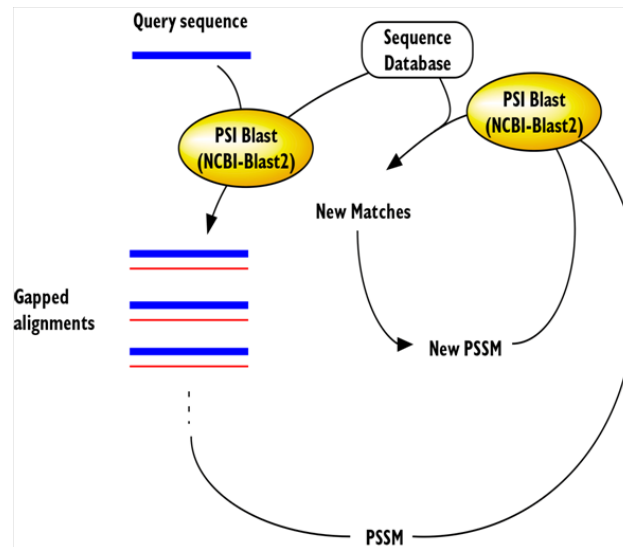 Query sequence
Sequence
Database
PSI Blast
(NCBI-Blast2)
PSI Blast
(NCBI-Blast2)
New Matches
Gapped
alignments
New PSSM
PSSM